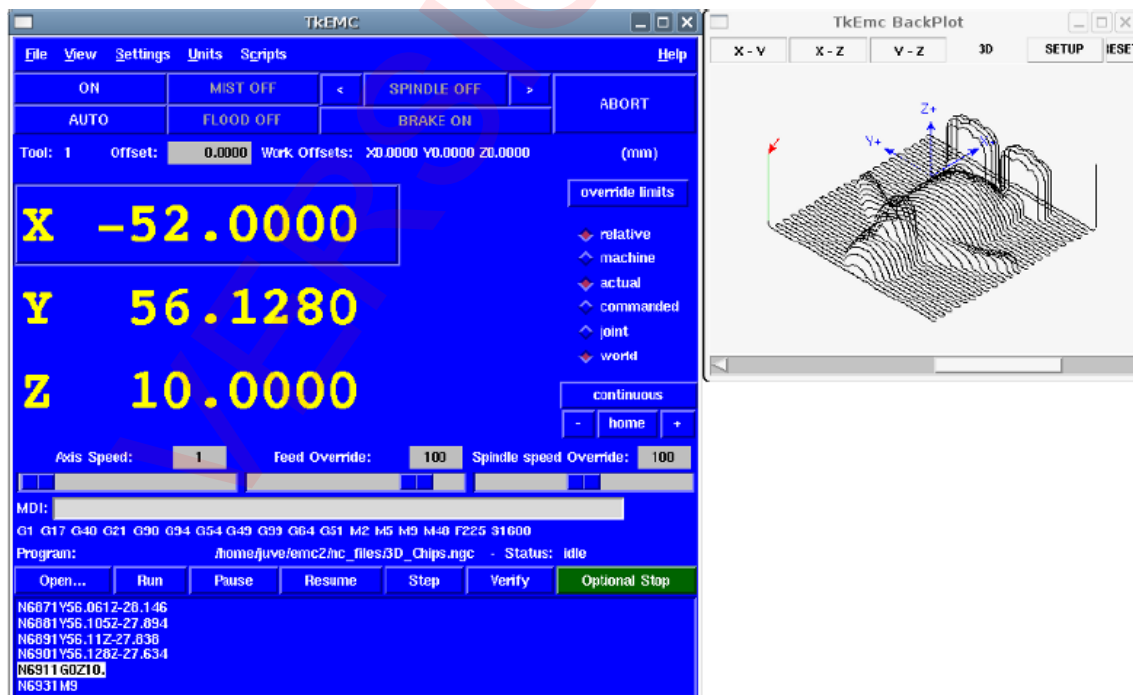 TkEMC
File View Settings Units Scripts Help
ON MIST OFF < SPINDLE OFF > ABORT
AUTO FLOOD OFF BRAKE ON
Tool: 1 Offset: 0.0000 Work Offsets: X0.0000 Y0.0000 Z0.0000 (mm)
override limits
X -52.0000
relative
machine
actual
Y 56.1280
commanded
joint
world
Z 10.0000
continuous
- home +
Axis Speed: 1 Feed Override: 100 Spindle speed Override: 100
MDI:
G1 G17 G40 G21 G90 G94 G54 G49 G99 G64 G51 M2 M5 M9 M48 F225 S1600
Program: /home/juve/emc2/nc_files/3D_Chips.ngc - Status: idle
Open... Run Pause Resume Step Verify Optional Stop
N6871Y56.061Z-28.146
N6881Y56.105Z-27.894
N6891Y56.11Z-27.838
N6901Y56.128Z-27.634
N6911G0Z10.
N6931M9
TkEmc BackPlot
X - Y X - Z Y - Z 3D SETUP RESET
Z+
Y+
X+
VERSIO